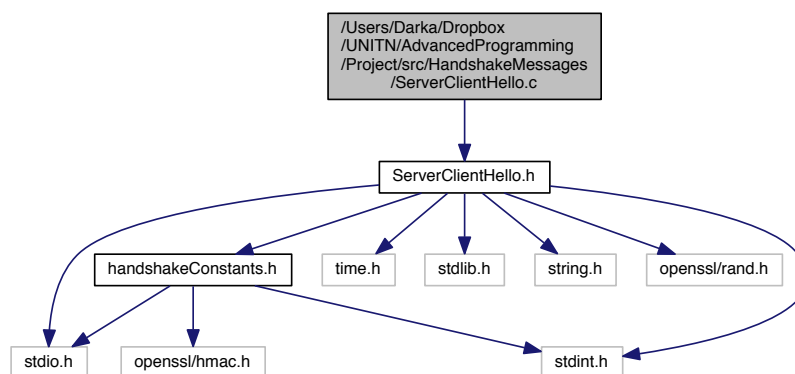 /Users/Darka/Dropbox
/UNITN/AdvancedProgramming
/Project/src/HandshakeMessages
/ServerClientHello.c
ServerClientHello.h
handshakeConstants.h
time.h
stdlib.h
string.h
openssl/rand.h
stdio.h
openssl/hmac.h
stdint.h